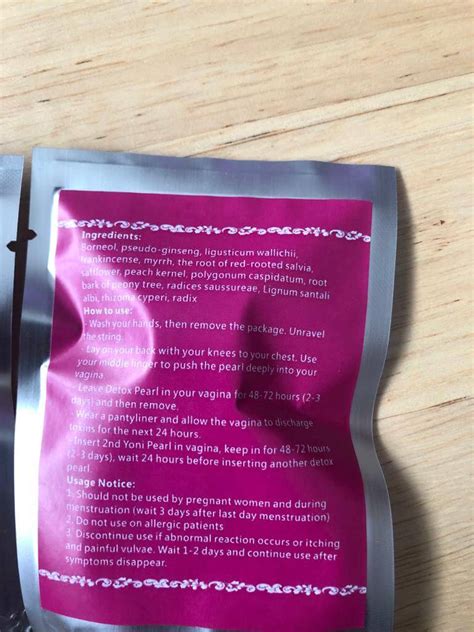 Ingredients:
Borneol, pseudo-ginseng, ligusticum wallichii,
frankincense, myrrh, the root of red-rooted salvia,
safflower, peach kernel, polygonum caspidatum, root
bark of peony tree, radices saussureae, Lignum santali
albi, rhizoma cyperi, radix
How to use:
- Wash your hands, then remove the package. Unravel
the string.
- Lay on your back with your knees to your chest. Use
your middle finger to push the pearl deeply into your
vagina
- Leave Detox Pearl in your vagina for 48-72 hours (2-3
days) and then remove.
- Wear a pantyliner and allow the vagina to discharge
toxins for the next 24 hours.
- Insert 2nd Yoni Pearl in vagina, keep in for 48-72 hours
(2-3 days), wait 24 hours before inserting another detox
pearl.
Usage Notice:
1. Should not be used by pregnant women and during
menstruation (wait 3 days after last day menstruation)
2. Do not use on allergic patients
3. Discontinue use if abnormal reaction occurs or itching
and painful vulvae. Wait 1-2 days and continue use after
symptoms disappear.